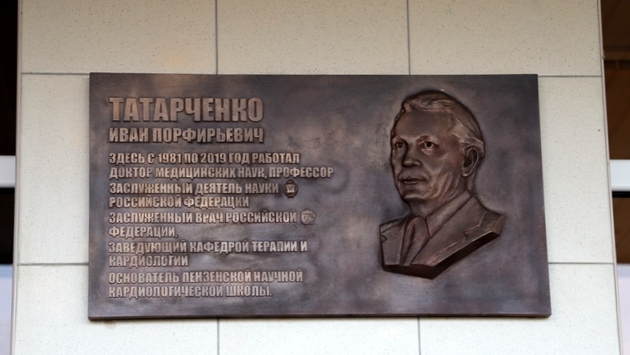 ТАТАРЧЕНКО
ИВАН ПОРФИРЬЕВИЧ
ЗДЕСЬ С 1981 ПО 2019 ГОД РАБОТАЛ
ДОКТОР МЕДИЦИНСКИХ НАУК, ПРОФЕССОР
ЗАСЛУЖЕННЫЙ ДЕЯТЕЛЬ НАУКИ
РОССИЙСКОЙ ФЕДЕРАЦИИ
ЗАСЛУЖЕННЫЙ ВРАЧ РОССИЙСКОЙ
ФЕДЕРАЦИИ,
ЗАВЕДУЮЩИЙ КАФЕДРОЙ ТЕРАПИИ И
КАРДИОЛОГИИ
ОСНОВАТЕЛЬ ПЕНЗЕНСКОЙ НАУЧНОЙ
КАРДИОЛОГИЧЕСКОЙ ШКОЛЫ.